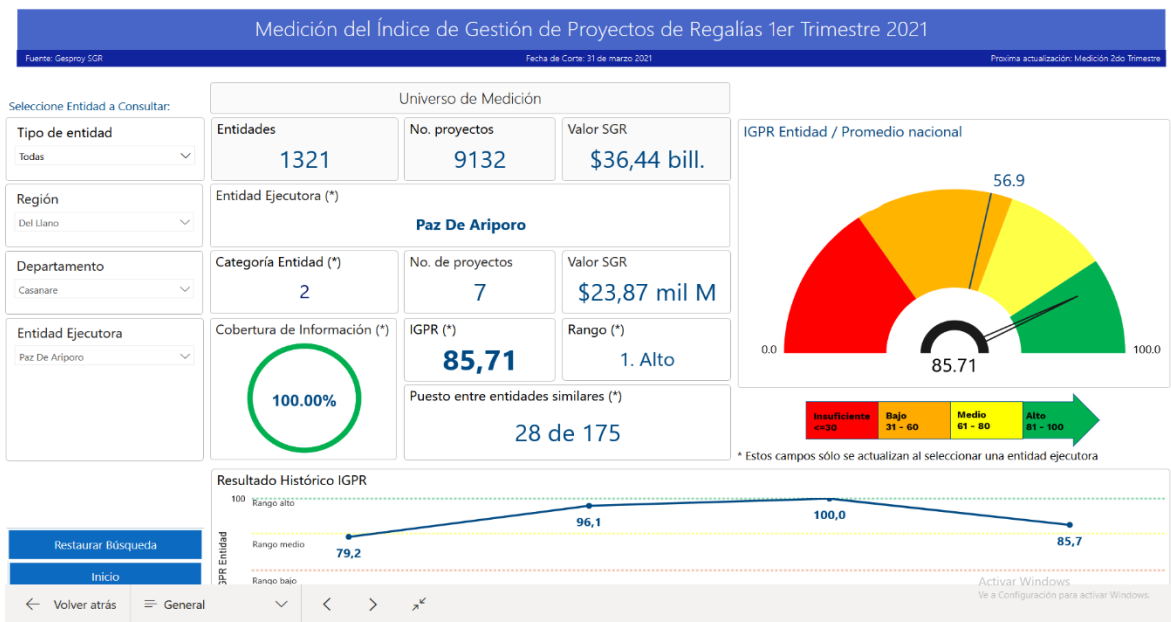 Medición del Índice de Gestión de Proyectos de Regalías 1er Trimestre 2021
Fuente: Gesproy SGR
Fecha de Corte: 31 de marzo 2021
Proxima actualización: Medición 2do Trimestre
Seleccione Entidad a Consultar:
Tipo de entidad
Todas
Región
Del Llano
Departamento
Casanare
Entidad Ejecutora
Paz De Ariporo
Universo de Medición
Entidades
1321
No. proyectos
9132
Valor SGR
$36,44 bill.
Entidad Ejecutora (*)
Paz De Ariporo
Categoría Entidad (*)
2
No. de proyectos
7
Valor SGR
$23,87 mil M
Cobertura de Información (*)
100.00%
IGPR (*)
85,71
Rango (*)
1. Alto
Puesto entre entidades similares (*)
28 de 175
IGPR Entidad / Promedio nacional
56.9
0.0
100.0
85.71
Insuficiente
<=30
Bajo
31 - 60
Medio
61 - 80
Alto
81 - 100
* Estos campos sólo se actualizan al seleccionar una entidad ejecutora
Resultado Histórico IGPR
100
Rango alto
Rango medio
Rango bajo
79,2
96,1
100,0
85,7
Restaurar Búsqueda
Inicio
Activar Windows
Ve a Configuración para activar Windows.
Volver atrás
General